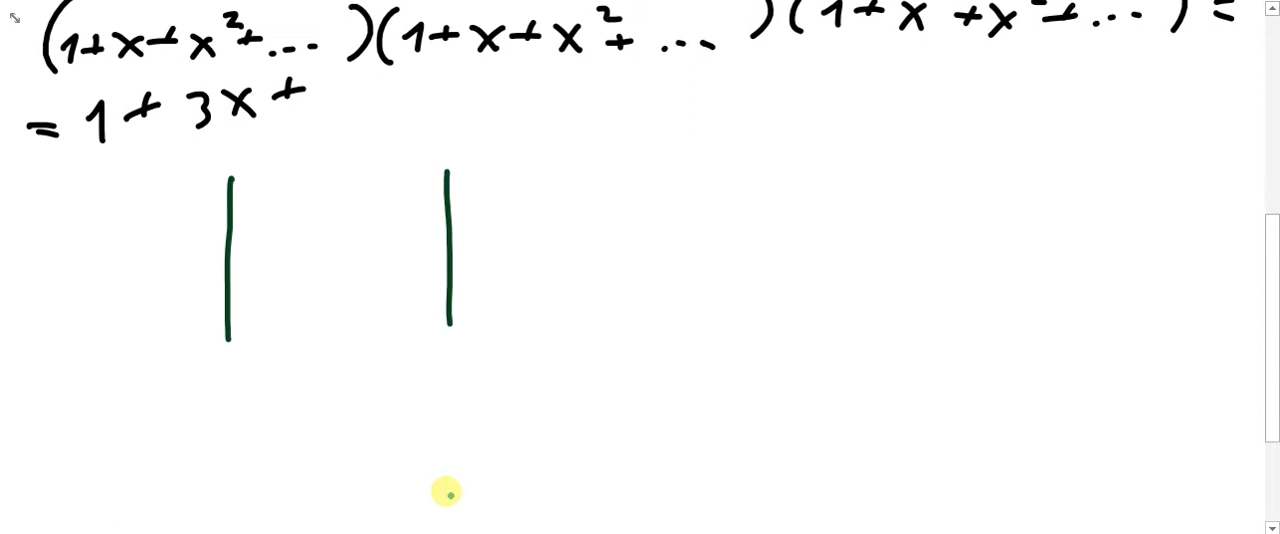 (1+x+x²+...)(1+x+x²+...)(1+x+x²+...) =
= 1+3x+